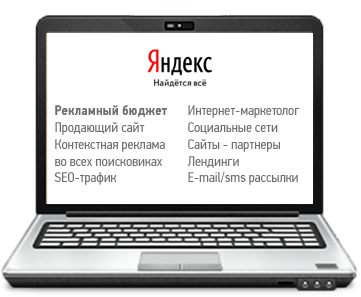 Яндекс
Найдётся всё
Рекламный бюджет
Продающий сайт
Контекстная реклама
во всех поисковиках
SEO-трафик
Интернет-маркетолог
Социальные сети
Сайты - партнеры
Лендинги
E-mail/sms рассылки